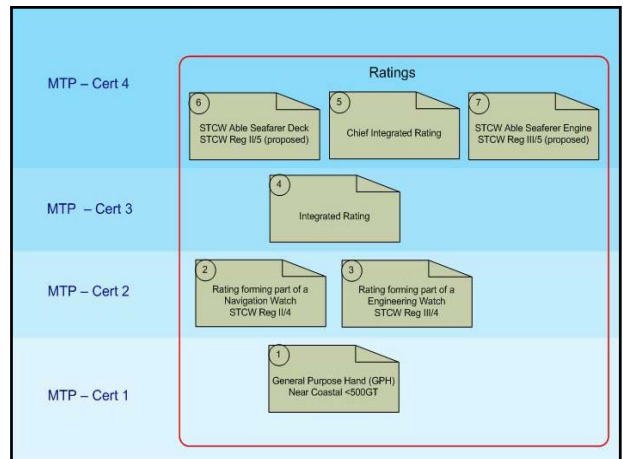 Ratings
MTP – Cert 4
6
STCW Able Seafarer Deck
STCW Reg II/5 (proposed)
5
Chief Integrated Rating
7
STCW Able Seaferer Engine
STCW Reg III/5 (proposed)
MTP – Cert 3
4
Integrated Rating
MTP – Cert 2
2
Rating forming part of a
Navigation Watch
STCW Reg II/4
3
Rating forming part of a
Engineering Watch
STCW Reg III/4
MTP – Cert 1
1
General Purpose Hand (GPH)
Near Coastal <500GT